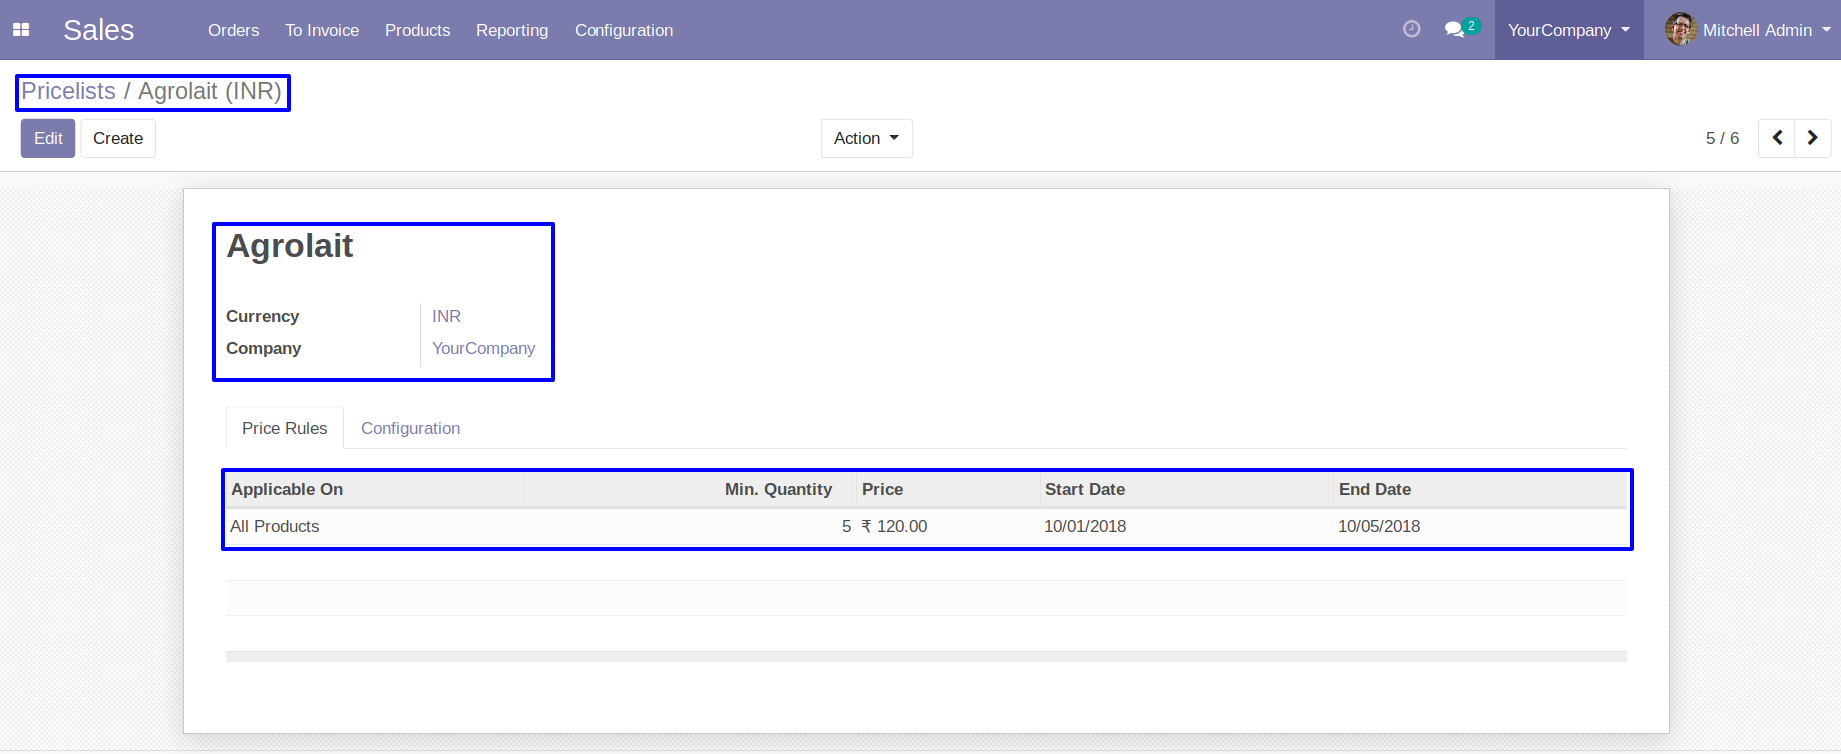 Sales Orders To Invoice Products Reporting Configuration 2 YourCompany Mitchell Admin
Pricelists / Agrolait (INR)
Edit Create Action 5 / 6
Agrolait
Currency INR
Company YourCompany
Price Rules Configuration
Applicable On Min. Quantity Price Start Date End Date
All Products 5 ₹ 120.00 10/01/2018 10/05/2018